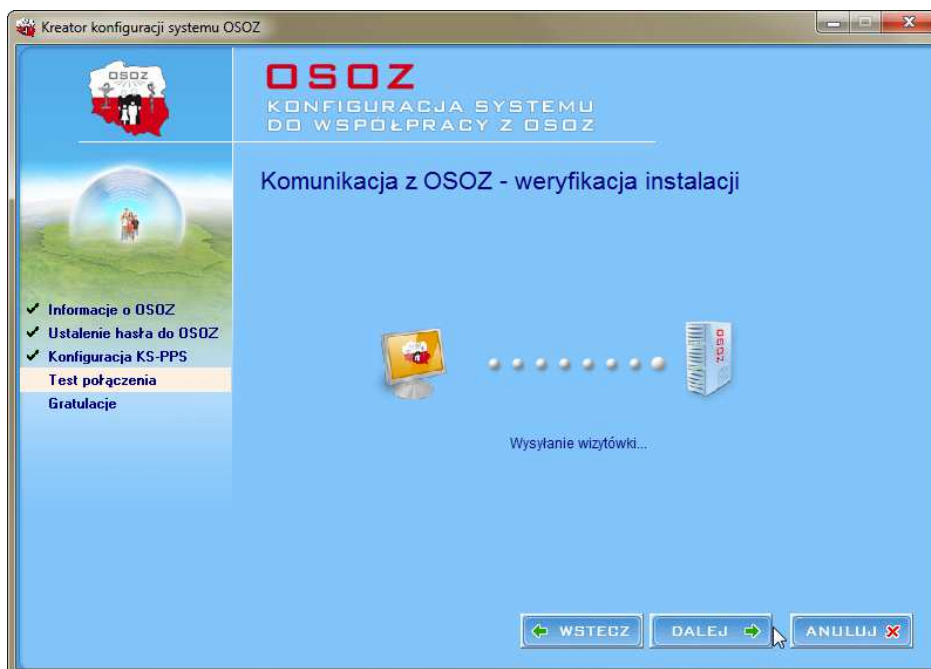 Kreator konfiguracji systemu OSOZ
OSOZ
OSOZ
KONFIGURACJA SYSTEMU
DO WSPÓŁPRACY Z OSOZ
Komunikacja z OSOZ - weryfikacja instalacji
Informacje o OSOZ
Ustalenie hasła do OSOZ
Konfiguracja KS-PPS
Test połączenia
Gratulacje
OSOZ
Wysyłanie wizytówki...
WSTECZ
DALEJ
ANULUJ